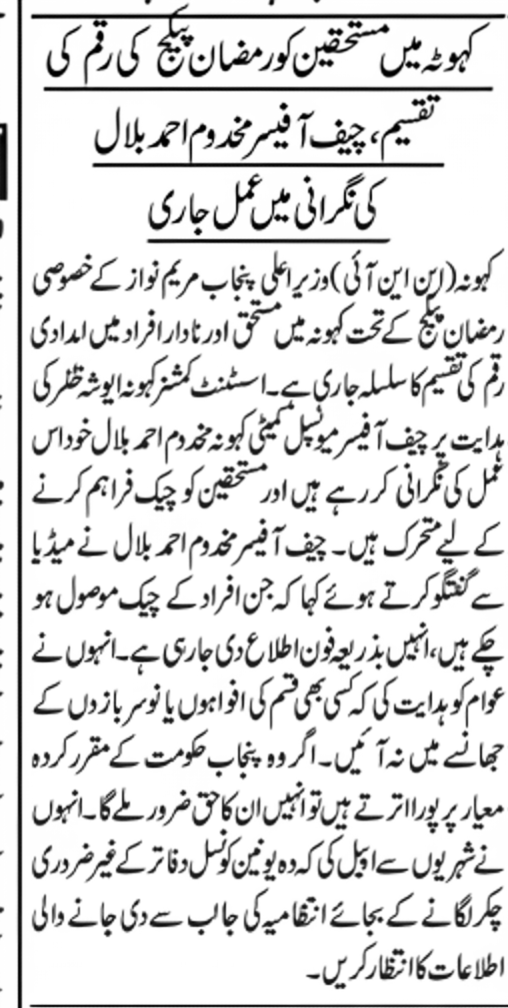 کہوٹہ میں مستحقین کو رمضان پیکج کی رقم کی
تقسیم، چیف آفیسر مخدوم احمد بلال
کی نگرانی میں عمل جاری
کہوٹہ (این این آئی) وزیراعلی پنجاب مریم نواز کے خصوصی
رمضان پیکج کے تحت کہوٹہ میں مستحق اور نادار افراد میں امدادی
رقم کی تقسیم کا سلسلہ جاری ہے۔ اسسٹنٹ کمشنر کہوٹہ ایوشہ ظفر کی
ہدایت پر چیف آفیسر میونسپل کمیٹی کہوٹہ مخدوم احمد بلال خود اس
عمل کی نگرانی کر رہے ہیں اور مستحقین کو چیک فراہم کرنے
کے لیے متحرک ہیں۔ چیف آفیسر مخدوم احمد بلال نے میڈیا
سے گفتگو کرتے ہوئے کہا کہ جن افراد کے چیک موصول ہو
چکے ہیں، انہیں بذریعہ فون اطلاع دی جا رہی ہے۔ انہوں نے
عوام کو ہدایت کی کہ کسی بھی قسم کی افواہوں یا نوسر بازوں کے
جھانسے میں نہ آئیں۔ اگر وہ پنجاب حکومت کے مقرر کردہ
معیار پر پورا اترتے ہیں تو انہیں ان کا حق ضرور ملے گا۔ انہوں
نے شہریوں سے اپیل کی کہ وہ یونین کونسل دفاتر کے غیر ضروری
چکر لگانے کے بجائے انتظامیہ کی جانب سے دی جانے والی
اطلاعات کا انتظار کریں۔